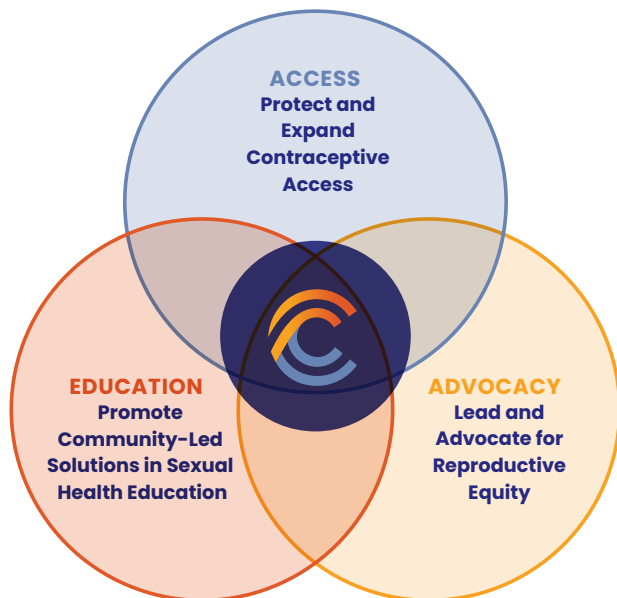 ACCESS
Protect and
Expand
Contraceptive
Access
EDUCATION
Promote
Community-Led
Solutions in Sexual
Health Education
ADVOCACY
Lead and
Advocate for
Reproductive
Equity